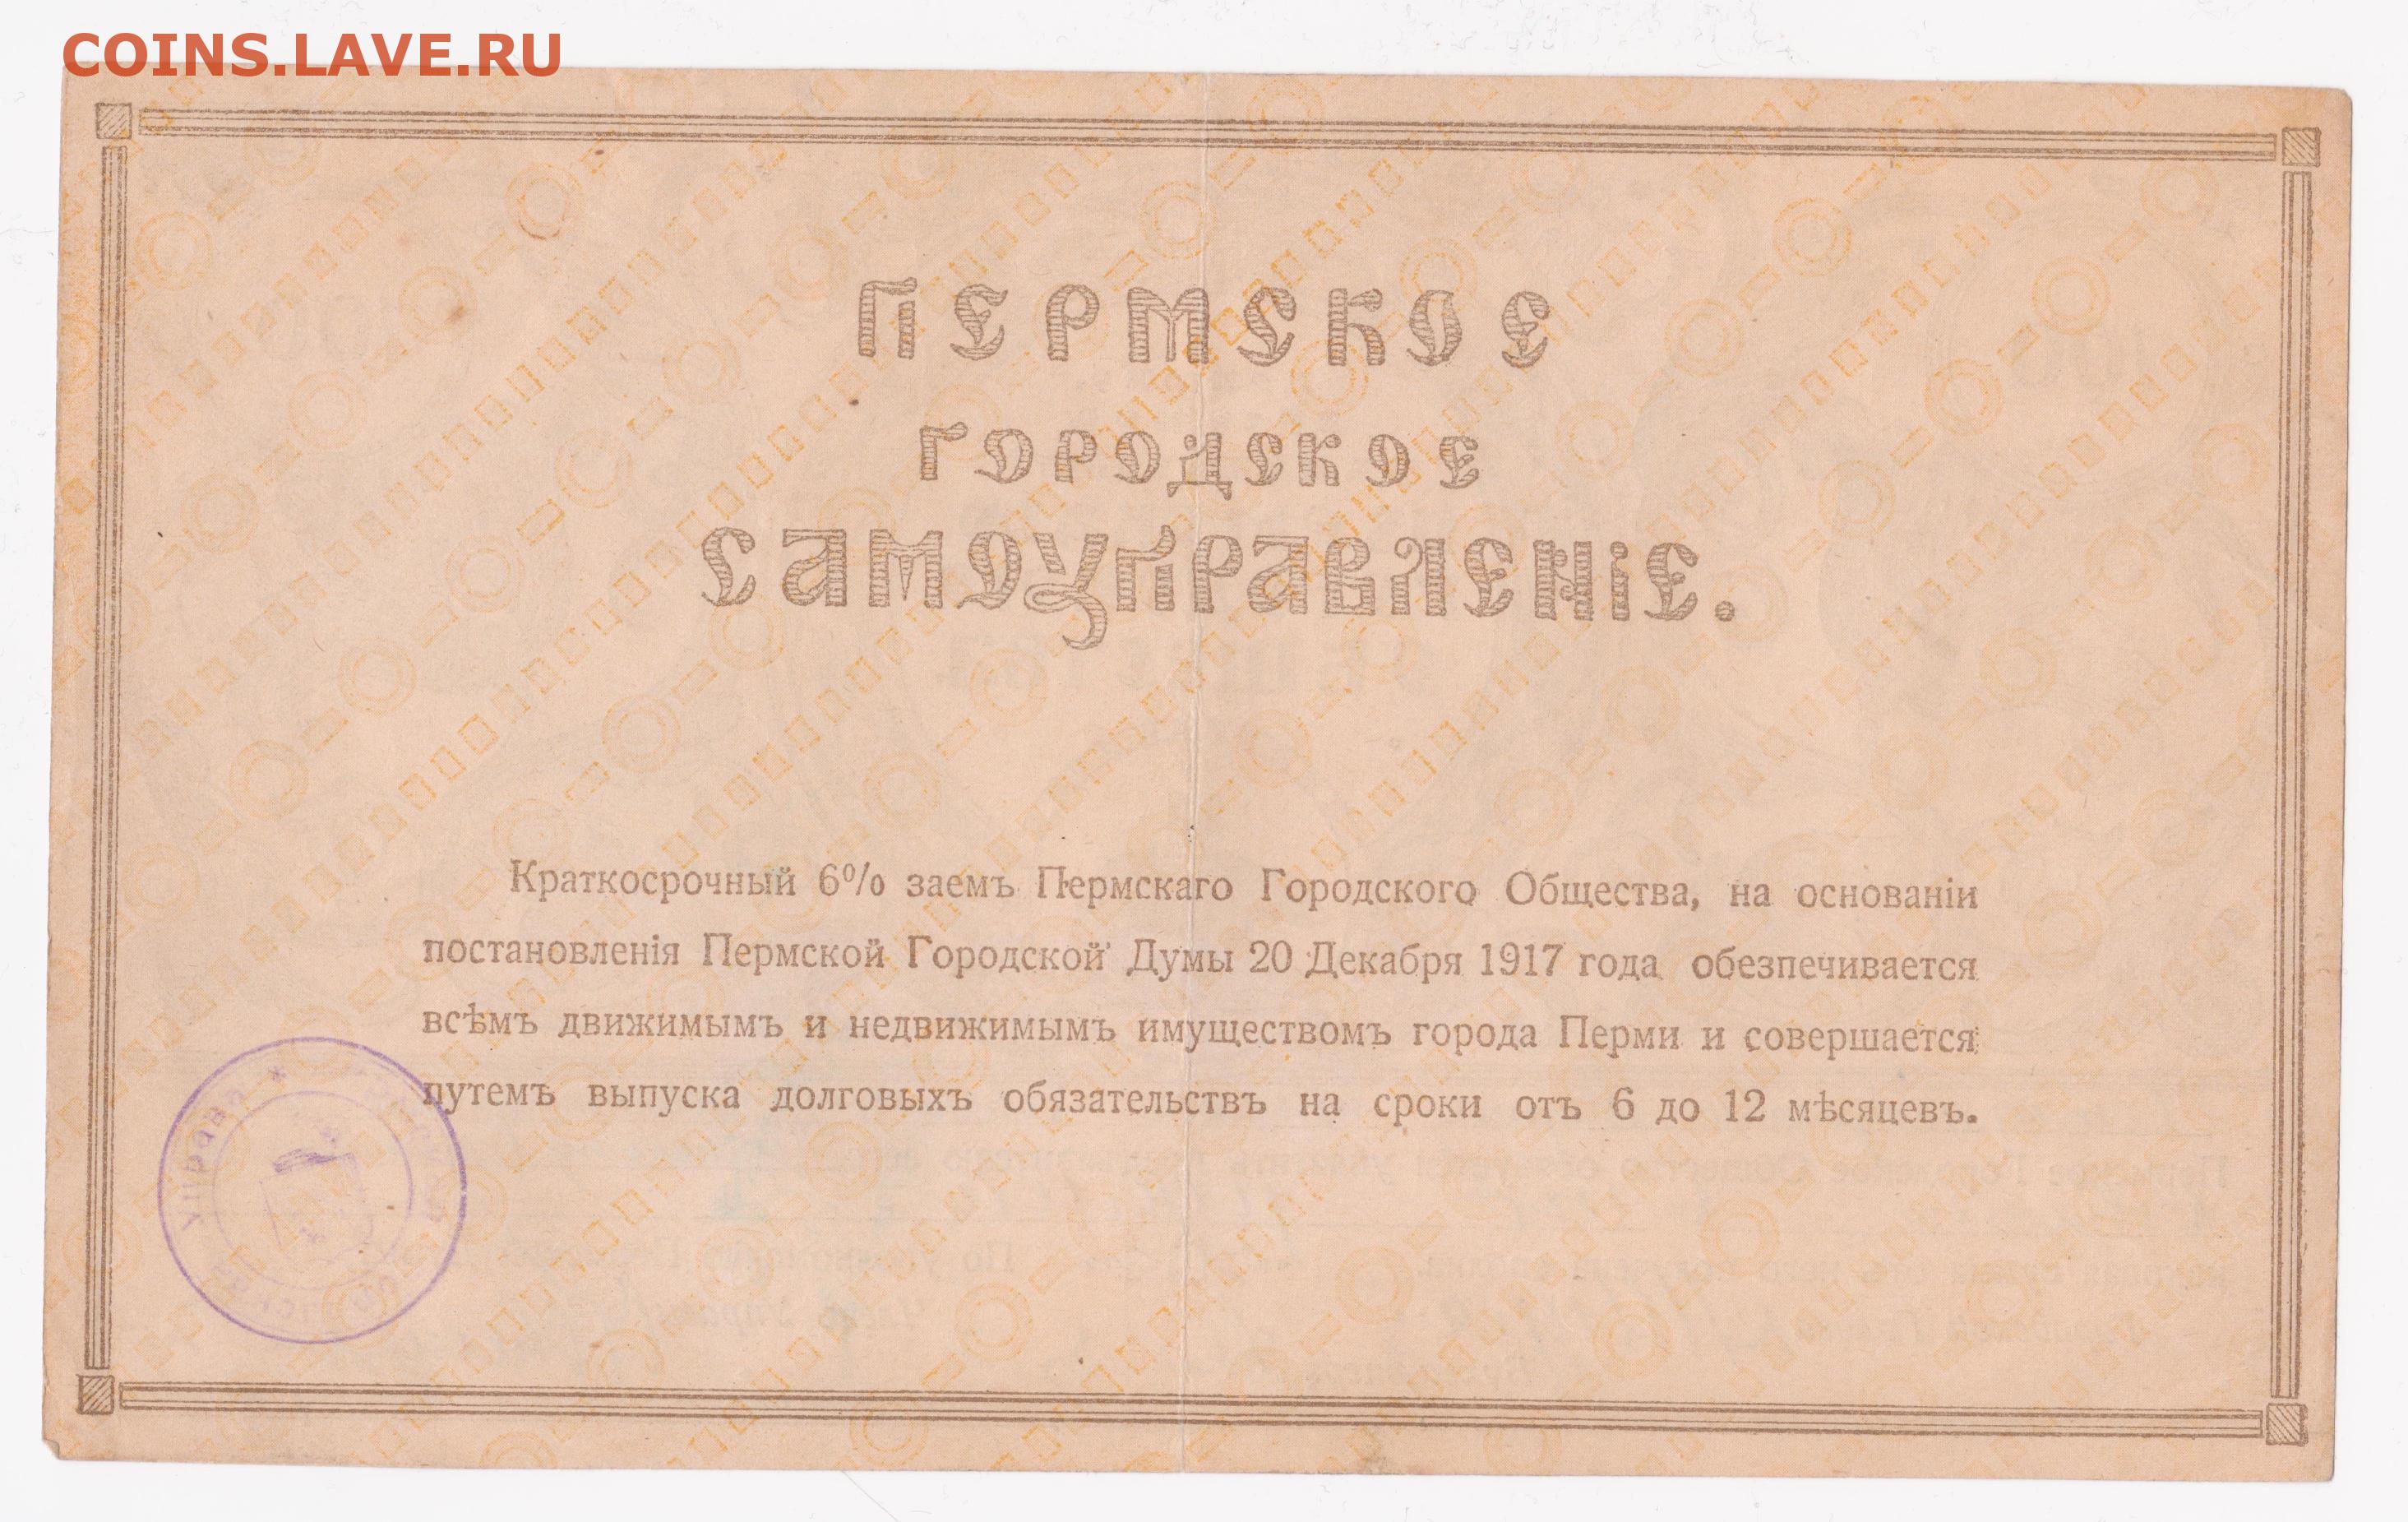 COINS.LAVE.RU
ПЕРМСКОЕ
ГОРОДСКОЕ
САМОУПРАВЛЕНІЕ.
Краткосрочный 6% заемъ Пермскаго Городского Общества, на основаніи
постановленія Пермской Городской Думы 20 Декабря 1917 года обезпечивается
всѣмъ движимымъ и недвижимымъ имуществомъ города Перми и совершается
путемъ выпуска долговыхъ обязательствъ на сроки отъ 6 до 12 мѣсяцевъ.
управа